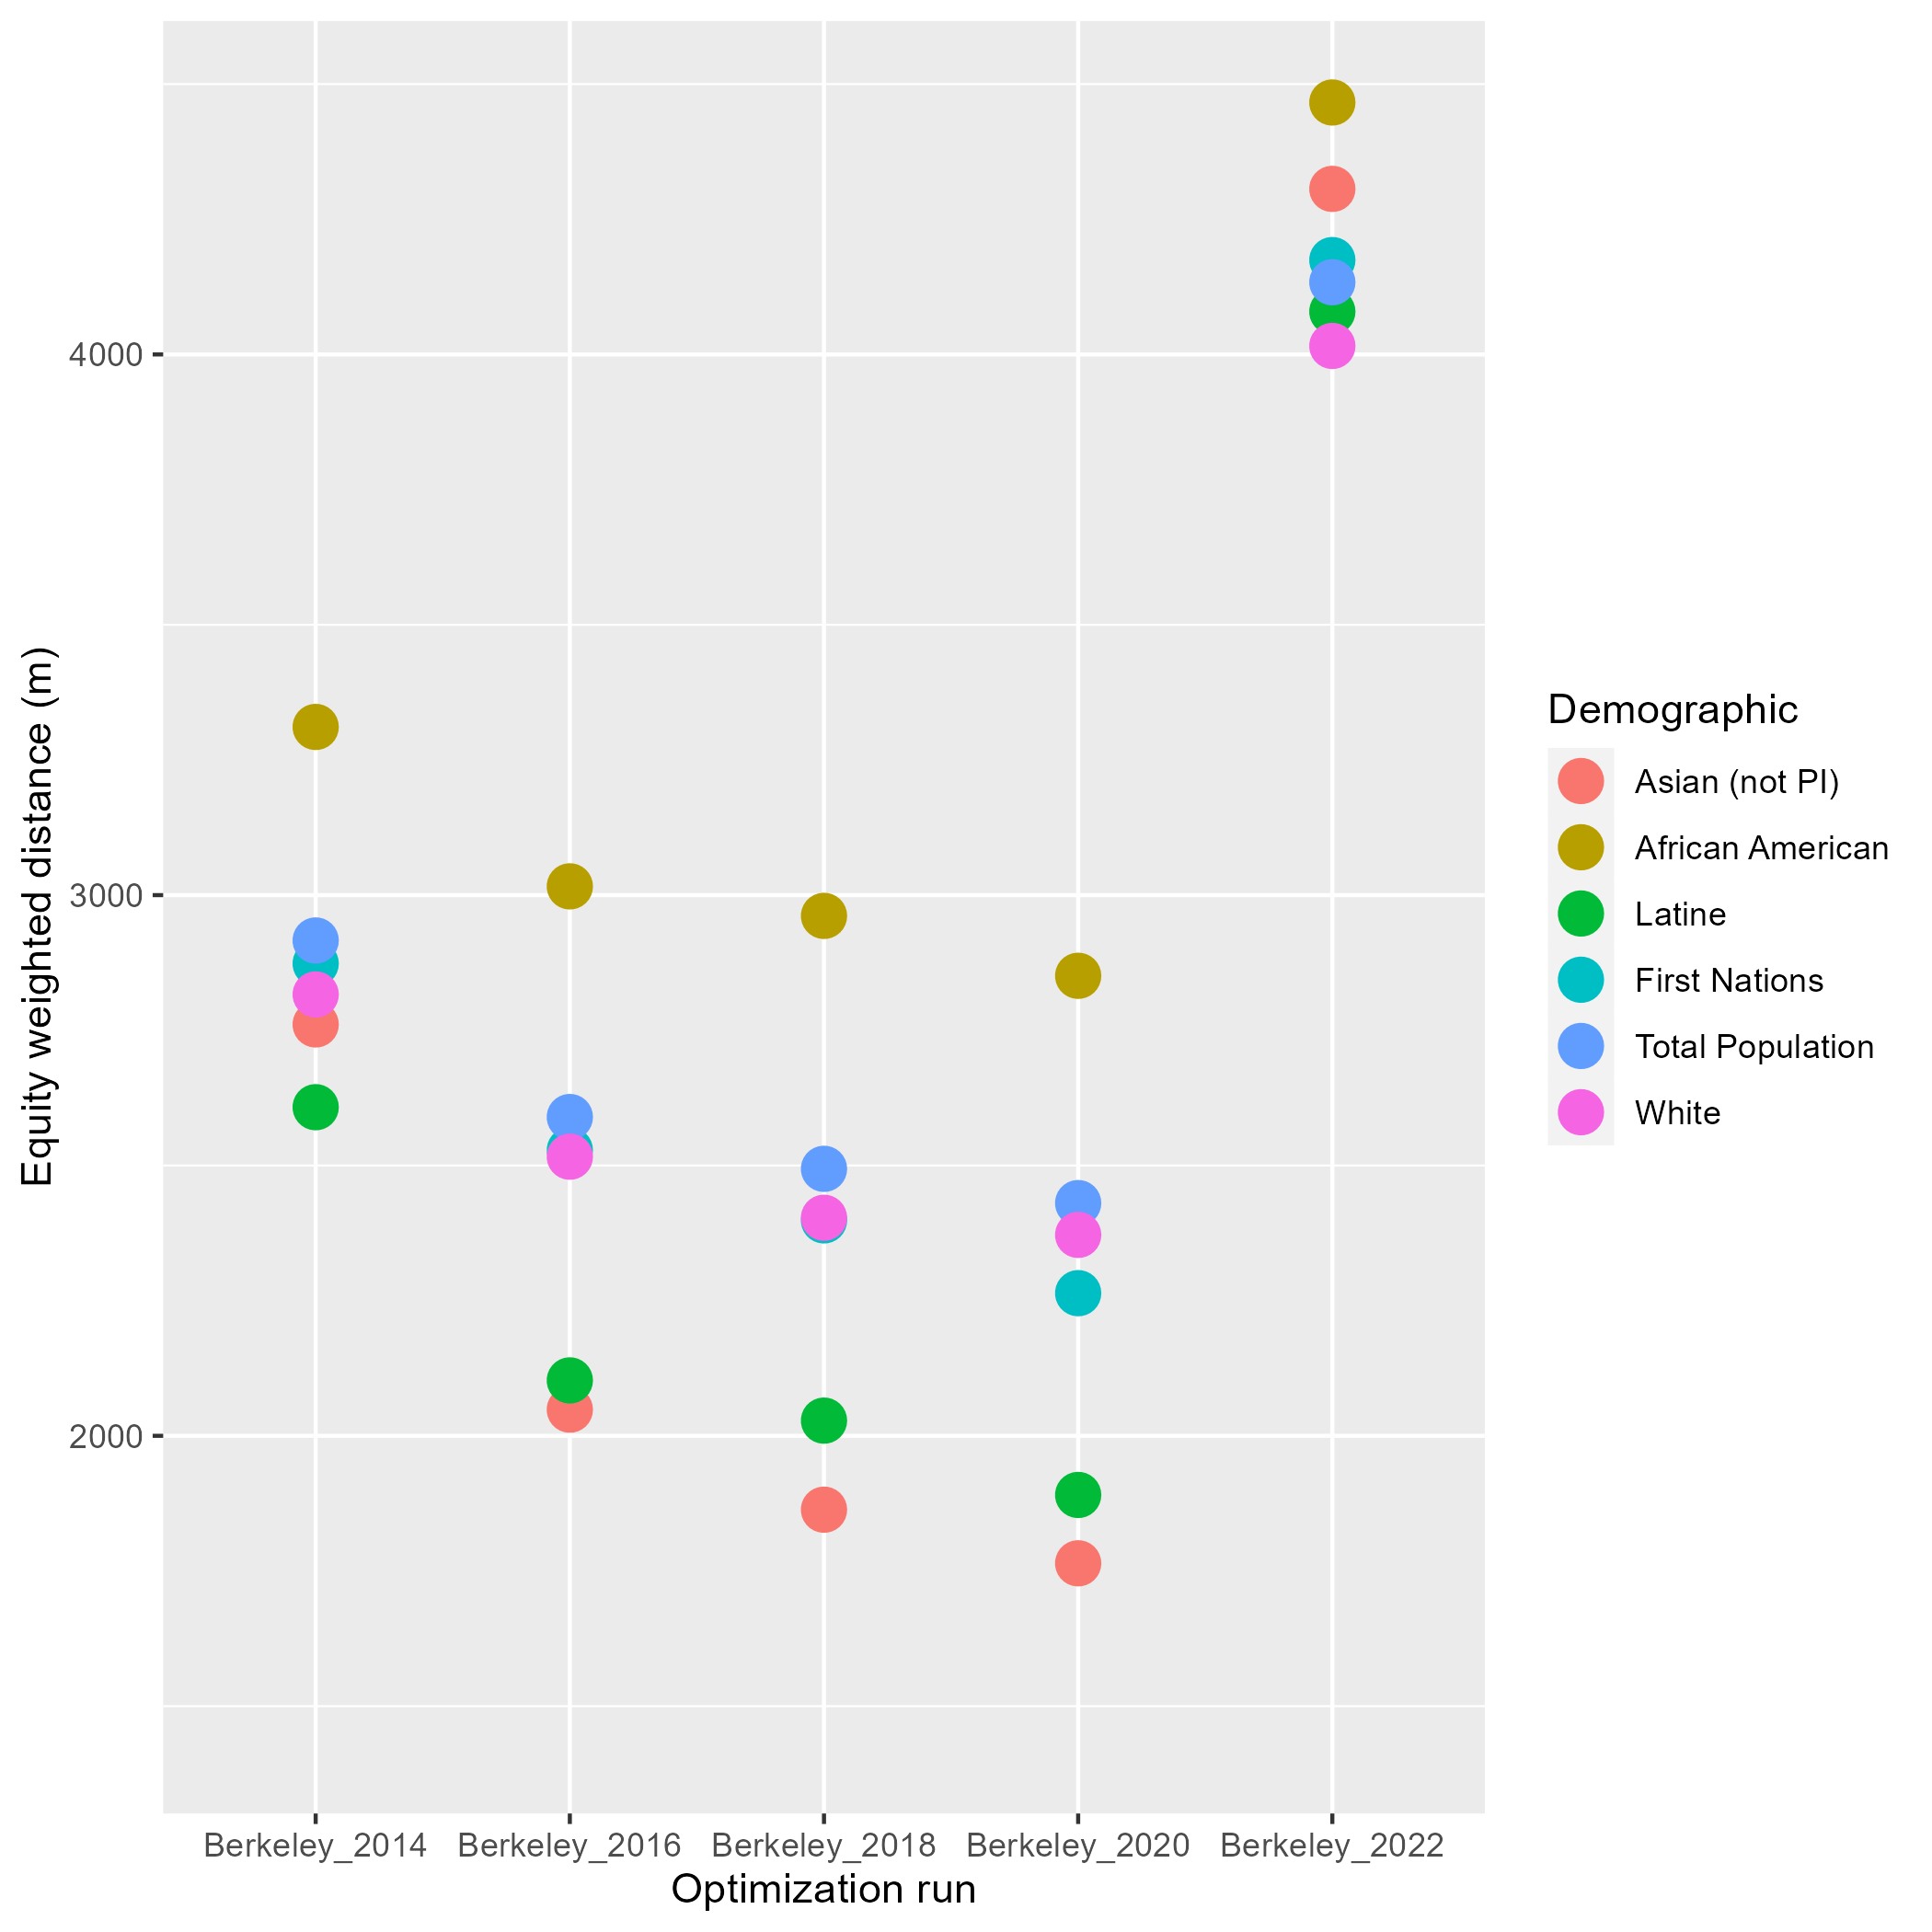 Equity weighted distance (m)
4000
3000
2000
Berkeley_2014 Berkeley_2016 Berkeley_2018 Berkeley_2020 Berkeley_2022
Optimization run
Demographic
Asian (not PI)
African American
Latine
First Nations
Total Population
White